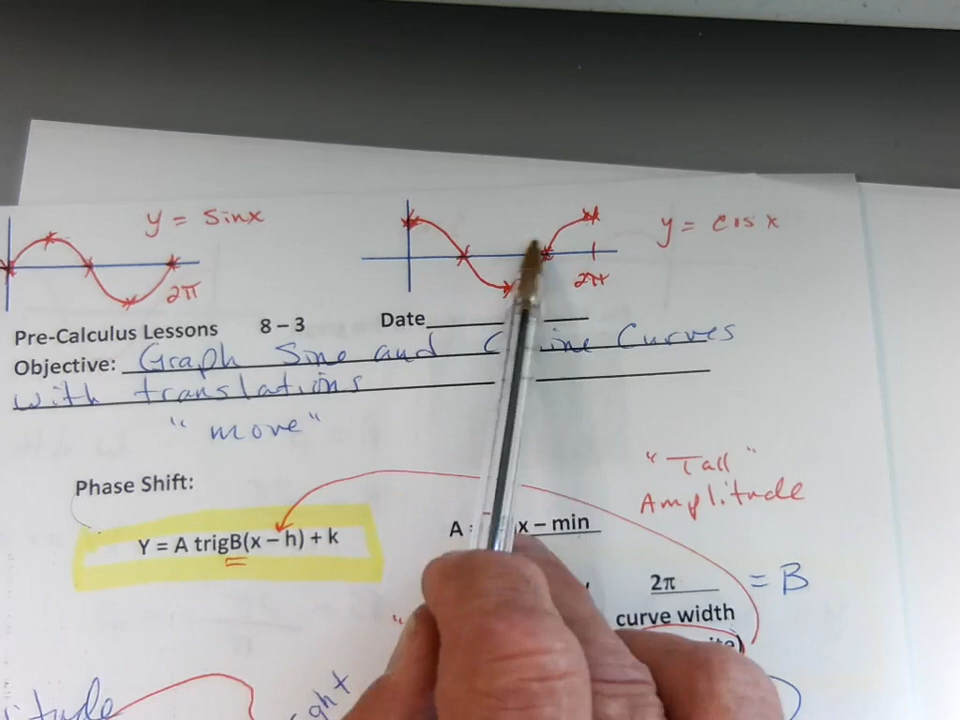 y = sinx
y = cos x
2π
2π
Pre-Calculus Lessons 8 – 3 Date
Objective: Graph Sine and Curves
with translations
"move"
"Tall"
Amplitude
Phase Shift:
Y = A trigB(x – h) + k
A x – min
2π = B
curve width